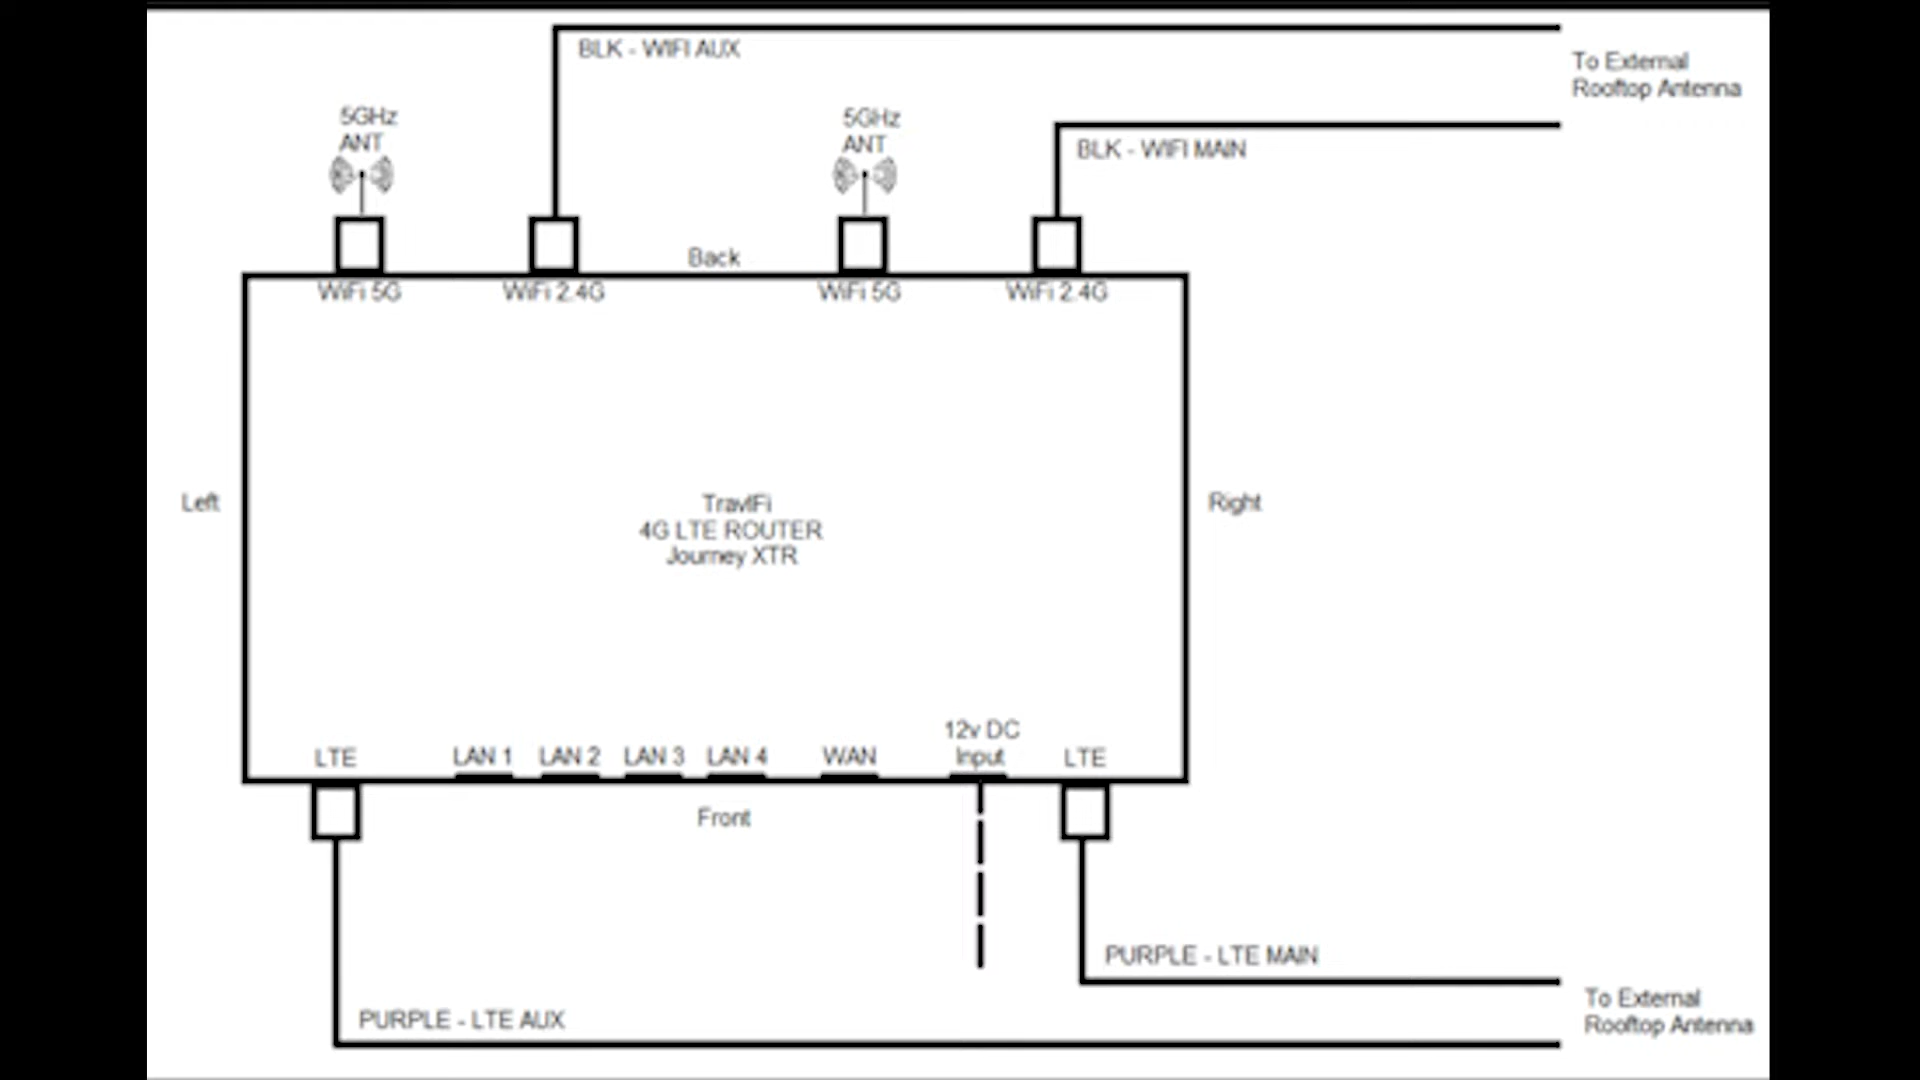 BLK - WIFI AUX
To External
Rooftop Antenna
5GHz
ANT
5GHz
ANT
BLK - WIFI MAIN
Back
WiFi 5G
WiFi 2.4G
WiFi 5G
WiFi 2.4G
Left
TravlFi
4G LTE ROUTER
Journey XTR
Right
12v DC
Input
LTE
LAN 1
LAN 2
LAN 3
LAN 4
WAN
LTE
Front
PURPLE - LTE MAIN
To External
Rooftop Antenna
PURPLE - LTE AUX